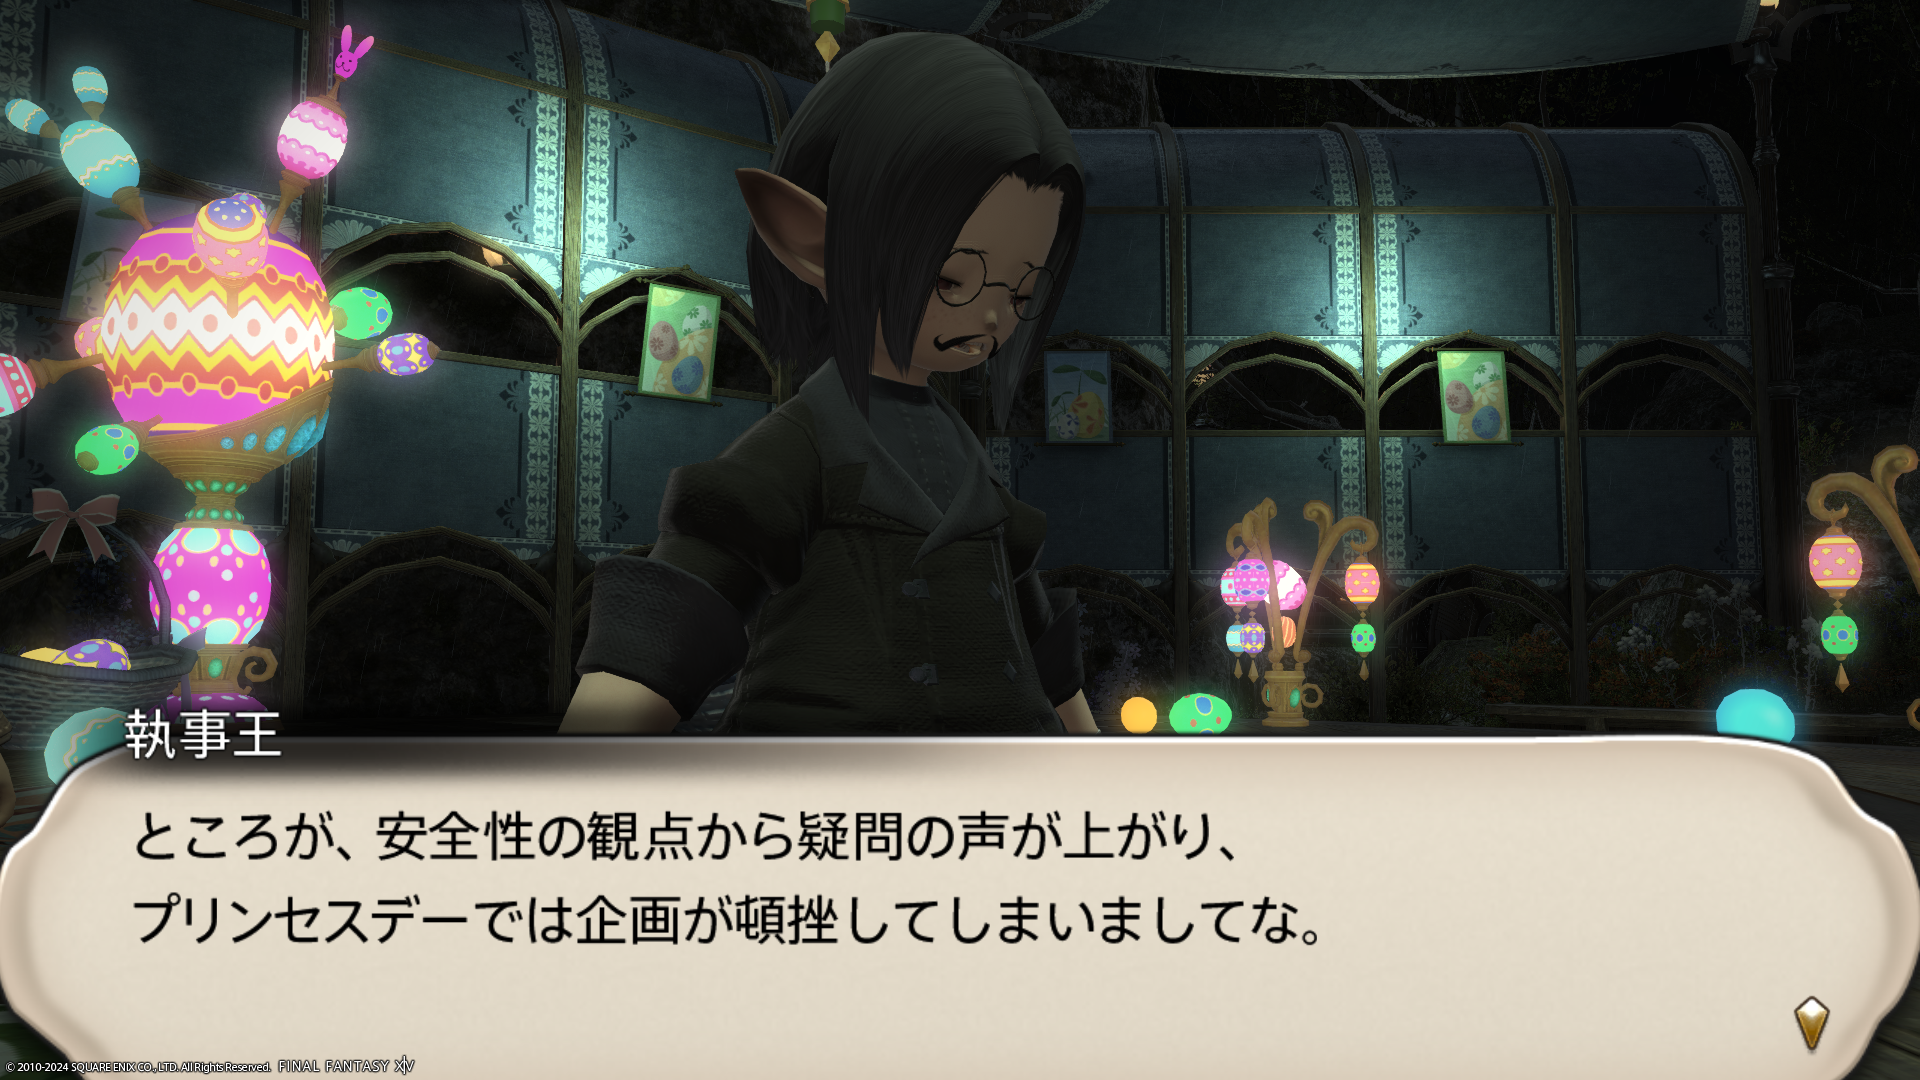 執事王
ところが、安全性の観点から疑問の声が上がり、
プリンセスデーでは企画が頓挫してしまいましてな。
© 2010-2024 SQUARE ENIX CO., LTD. All Rights Reserved. FINAL FANTASY XIV